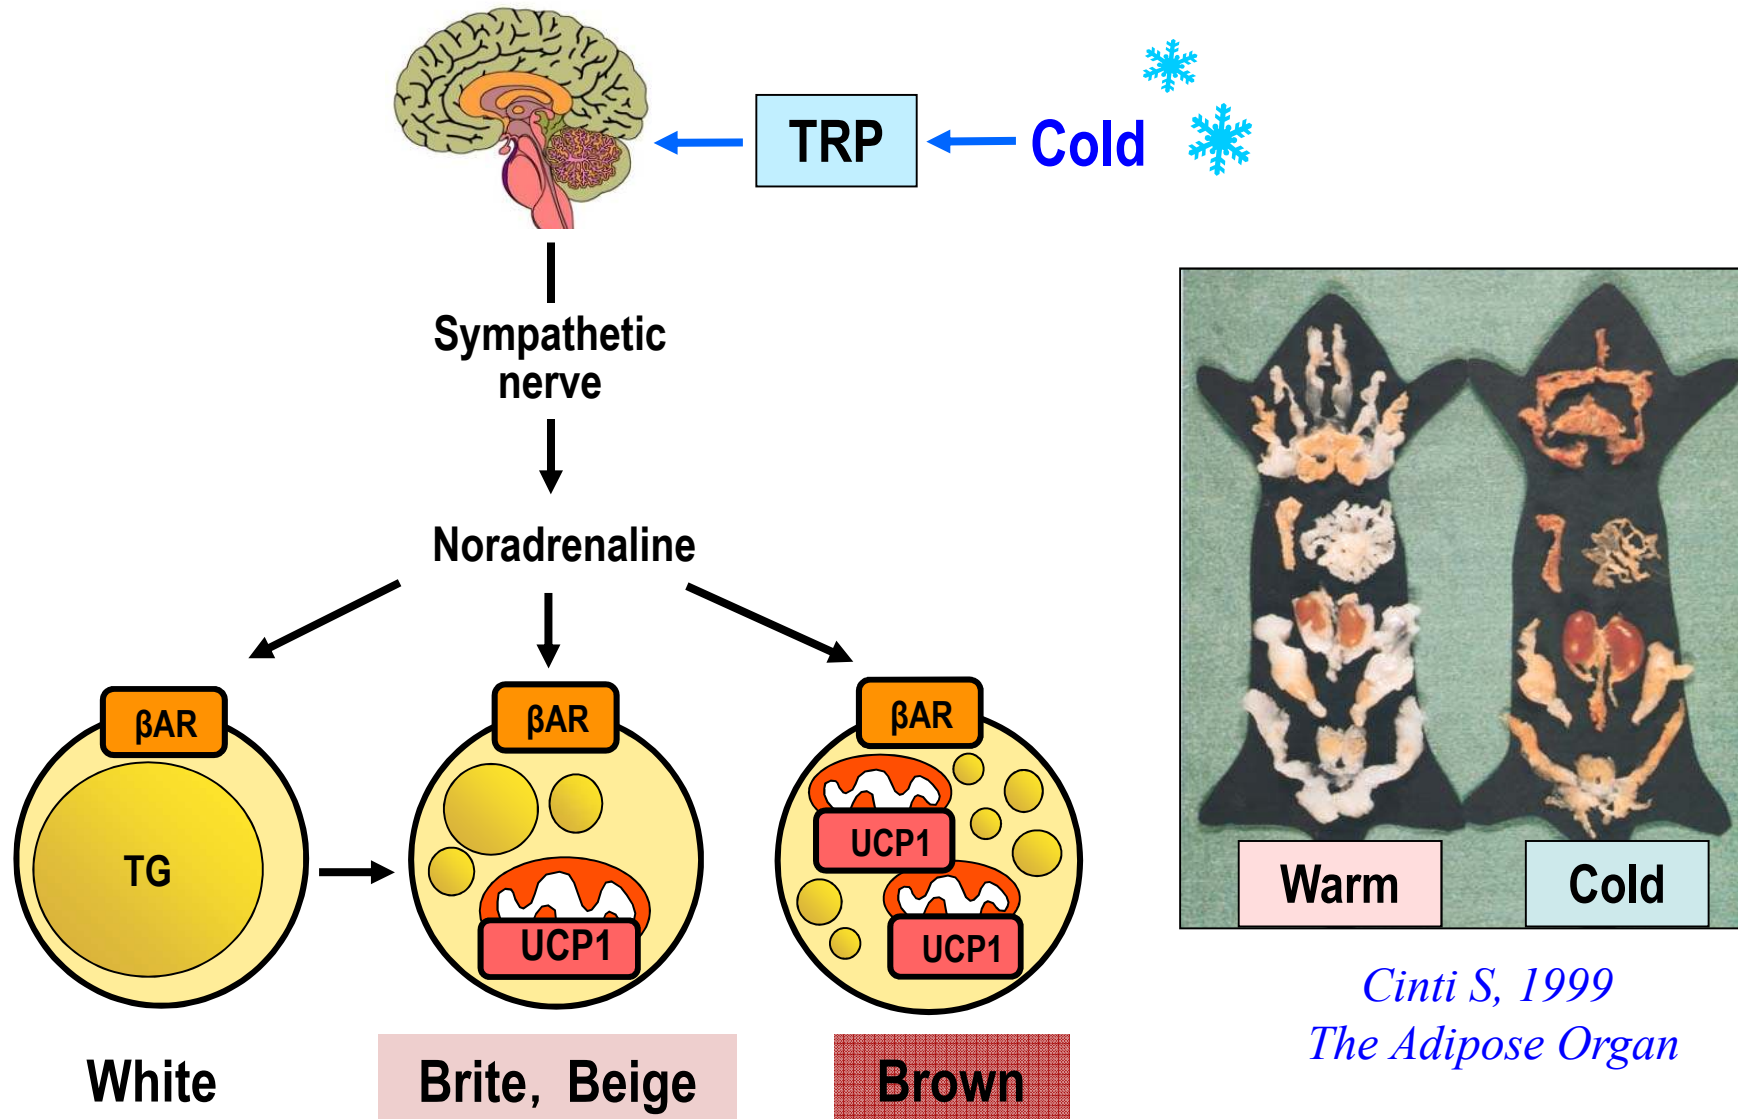 TRP
Cold
Sympathetic
nerve
Noradrenaline
βAR
βAR
βAR
TG
UCP1
UCP1
UCP1
White
Brite, Beige
Brown
Warm
Cold
Cinti S, 1999
The Adipose Organ